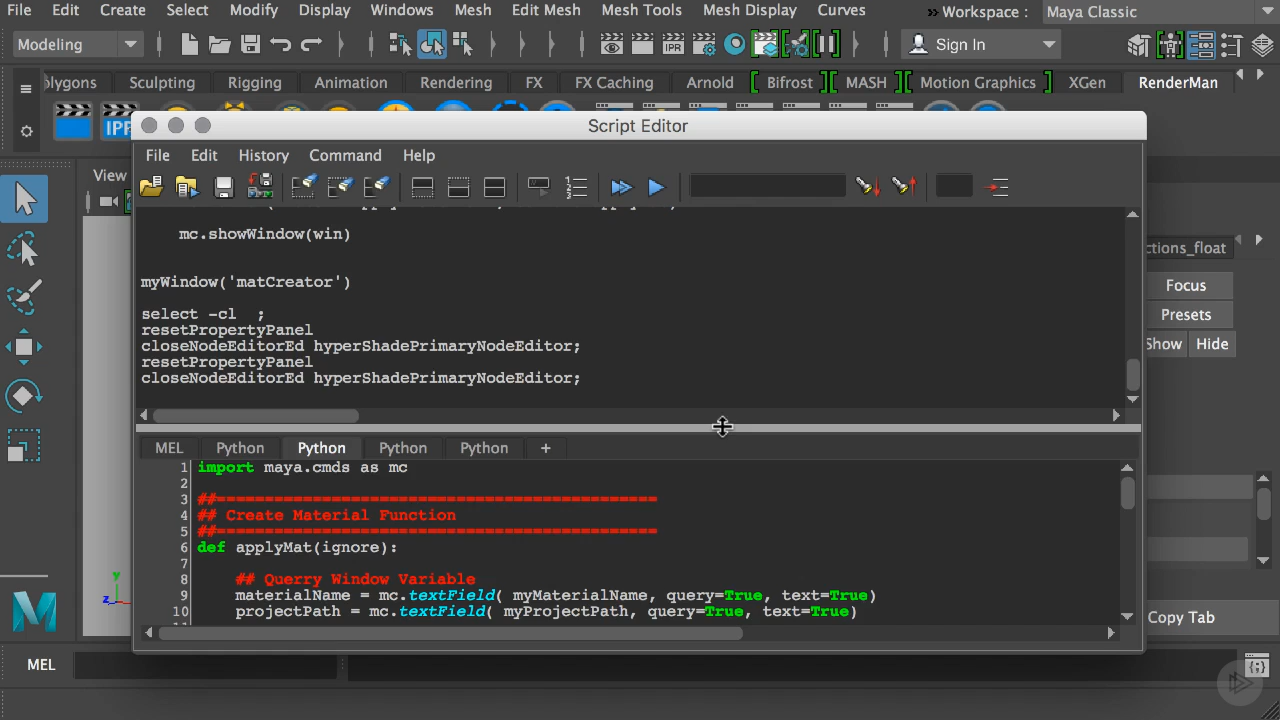 File Edit Create Select Modify Display Windows Mesh Edit Mesh Mesh Tools Mesh Display Curves » Workspace : Maya Classic
Modeling IPR Sign In
olygons Sculpting Rigging Animation Rendering FX FX Caching Arnold Bifrost MASH Motion Graphics XGen RenderMan
IPR
Script Editor
File Edit History Command Help
View
mc.showWindow(win)
myWindow('matCreator')
select -cl  ;
resetPropertyPanel
closeNodeEditorEd hyperShadePrimaryNodeEditor;
resetPropertyPanel
closeNodeEditorEd hyperShadePrimaryNodeEditor;
ctions_float
Focus
Presets
Show Hide
MEL Python Python Python Python +
1 import maya.cmds as mc
2
3 ##==============================================
4 ## Create Material Function
5 ##==============================================
6 def applyMat(ignore):
7
8 ## Querry Window Variable
9 materialName = mc.textField( myMaterialName, query=True, text=True)
10 projectPath = mc.textField( myProjectPath, query=True, text=True)
y
z
Copy Tab
MEL